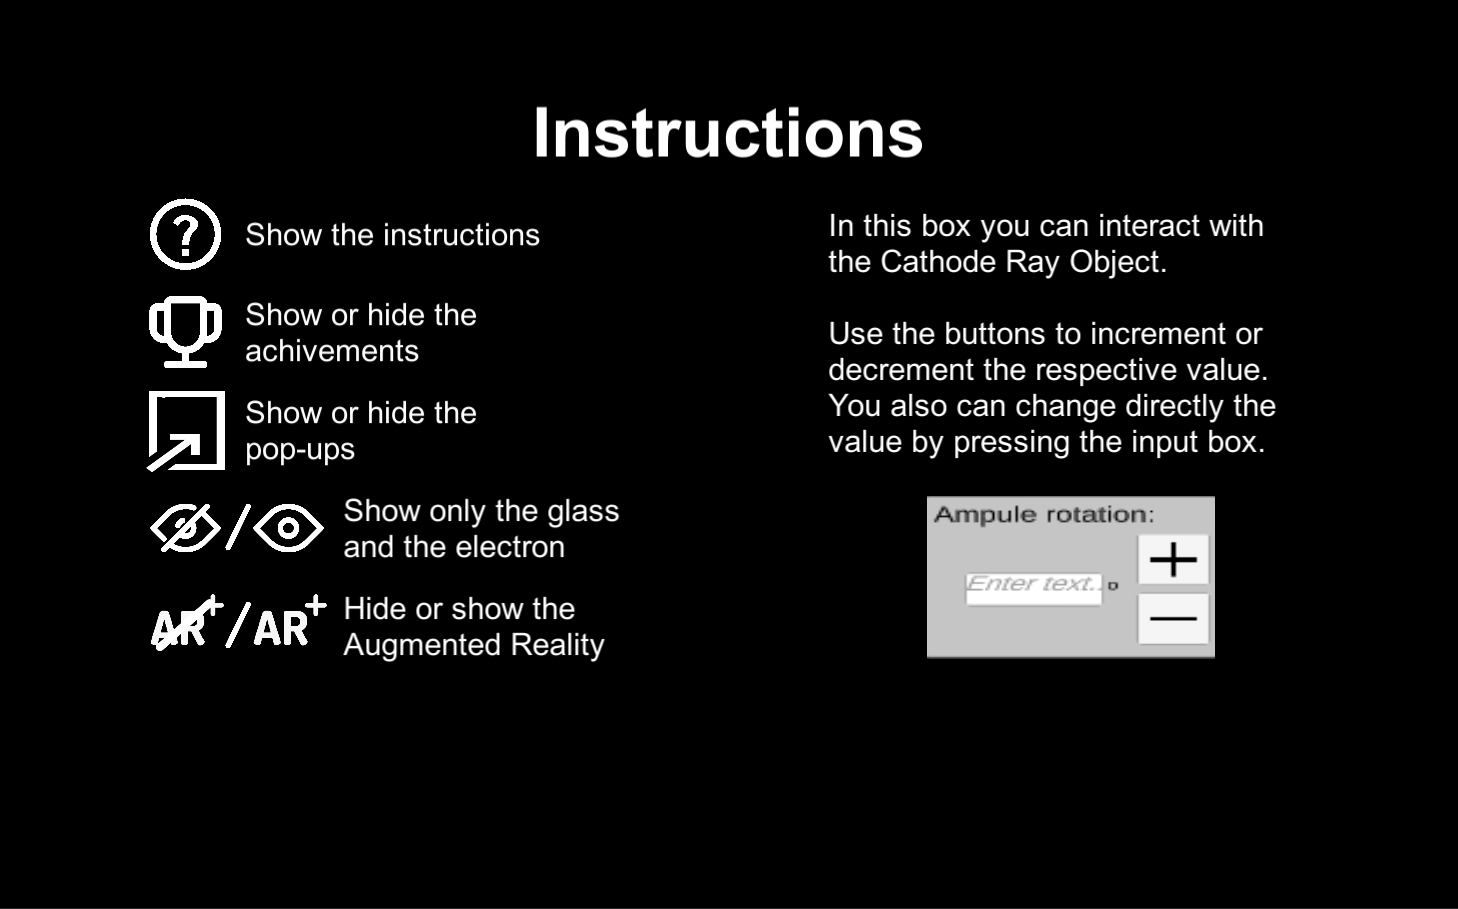 Instructions
Show the instructions
Show or hide the
achivements
Show or hide the
pop-ups
Show only the glass
and the electron
AR+/AR+
Hide or show the
Augmented Reality
In this box you can interact with
the Cathode Ray Object.
Use the buttons to increment or
decrement the respective value.
You also can change directly the
value by pressing the input box.
Ampule rotation:
Enter text..